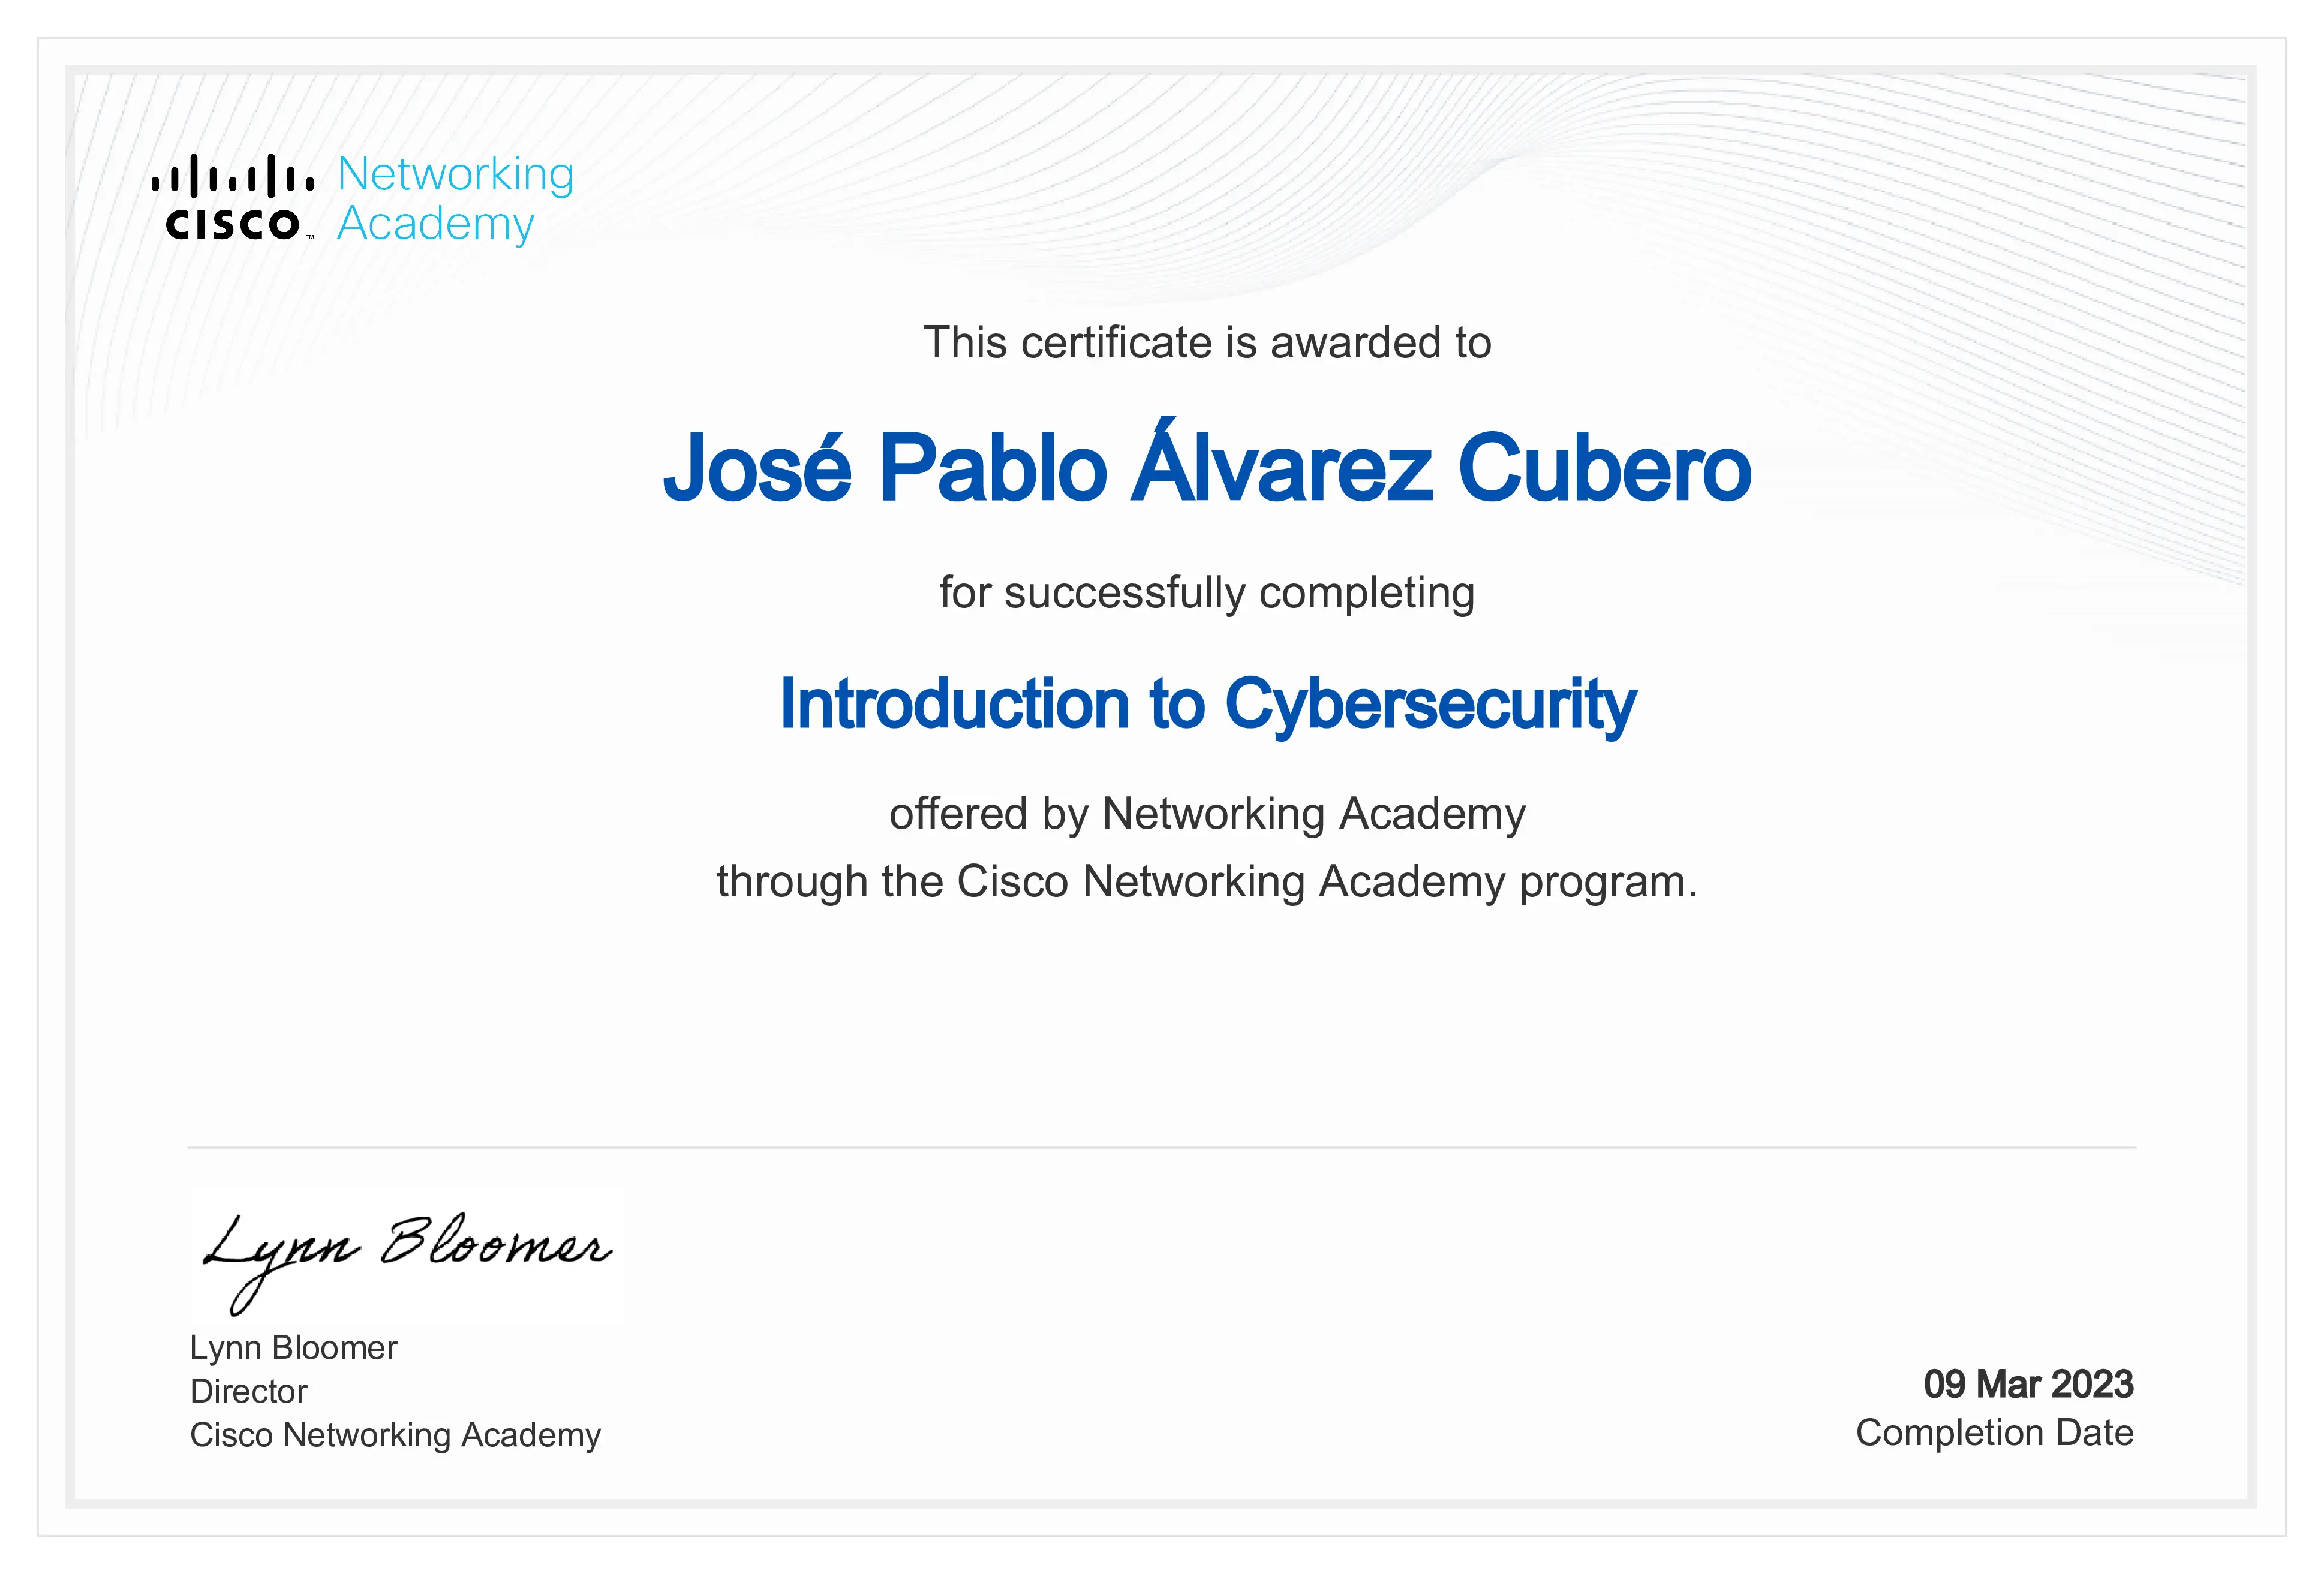 Networking
CISCO™ Academy
This certificate is awarded to
José Pablo Álvarez Cubero
for successfully completing
Introduction to Cybersecurity
offered by Networking Academy
through the Cisco Networking Academy program.
Lynn Bloomer
Lynn Bloomer
Director
Cisco Networking Academy
09 Mar 2023
Completion Date